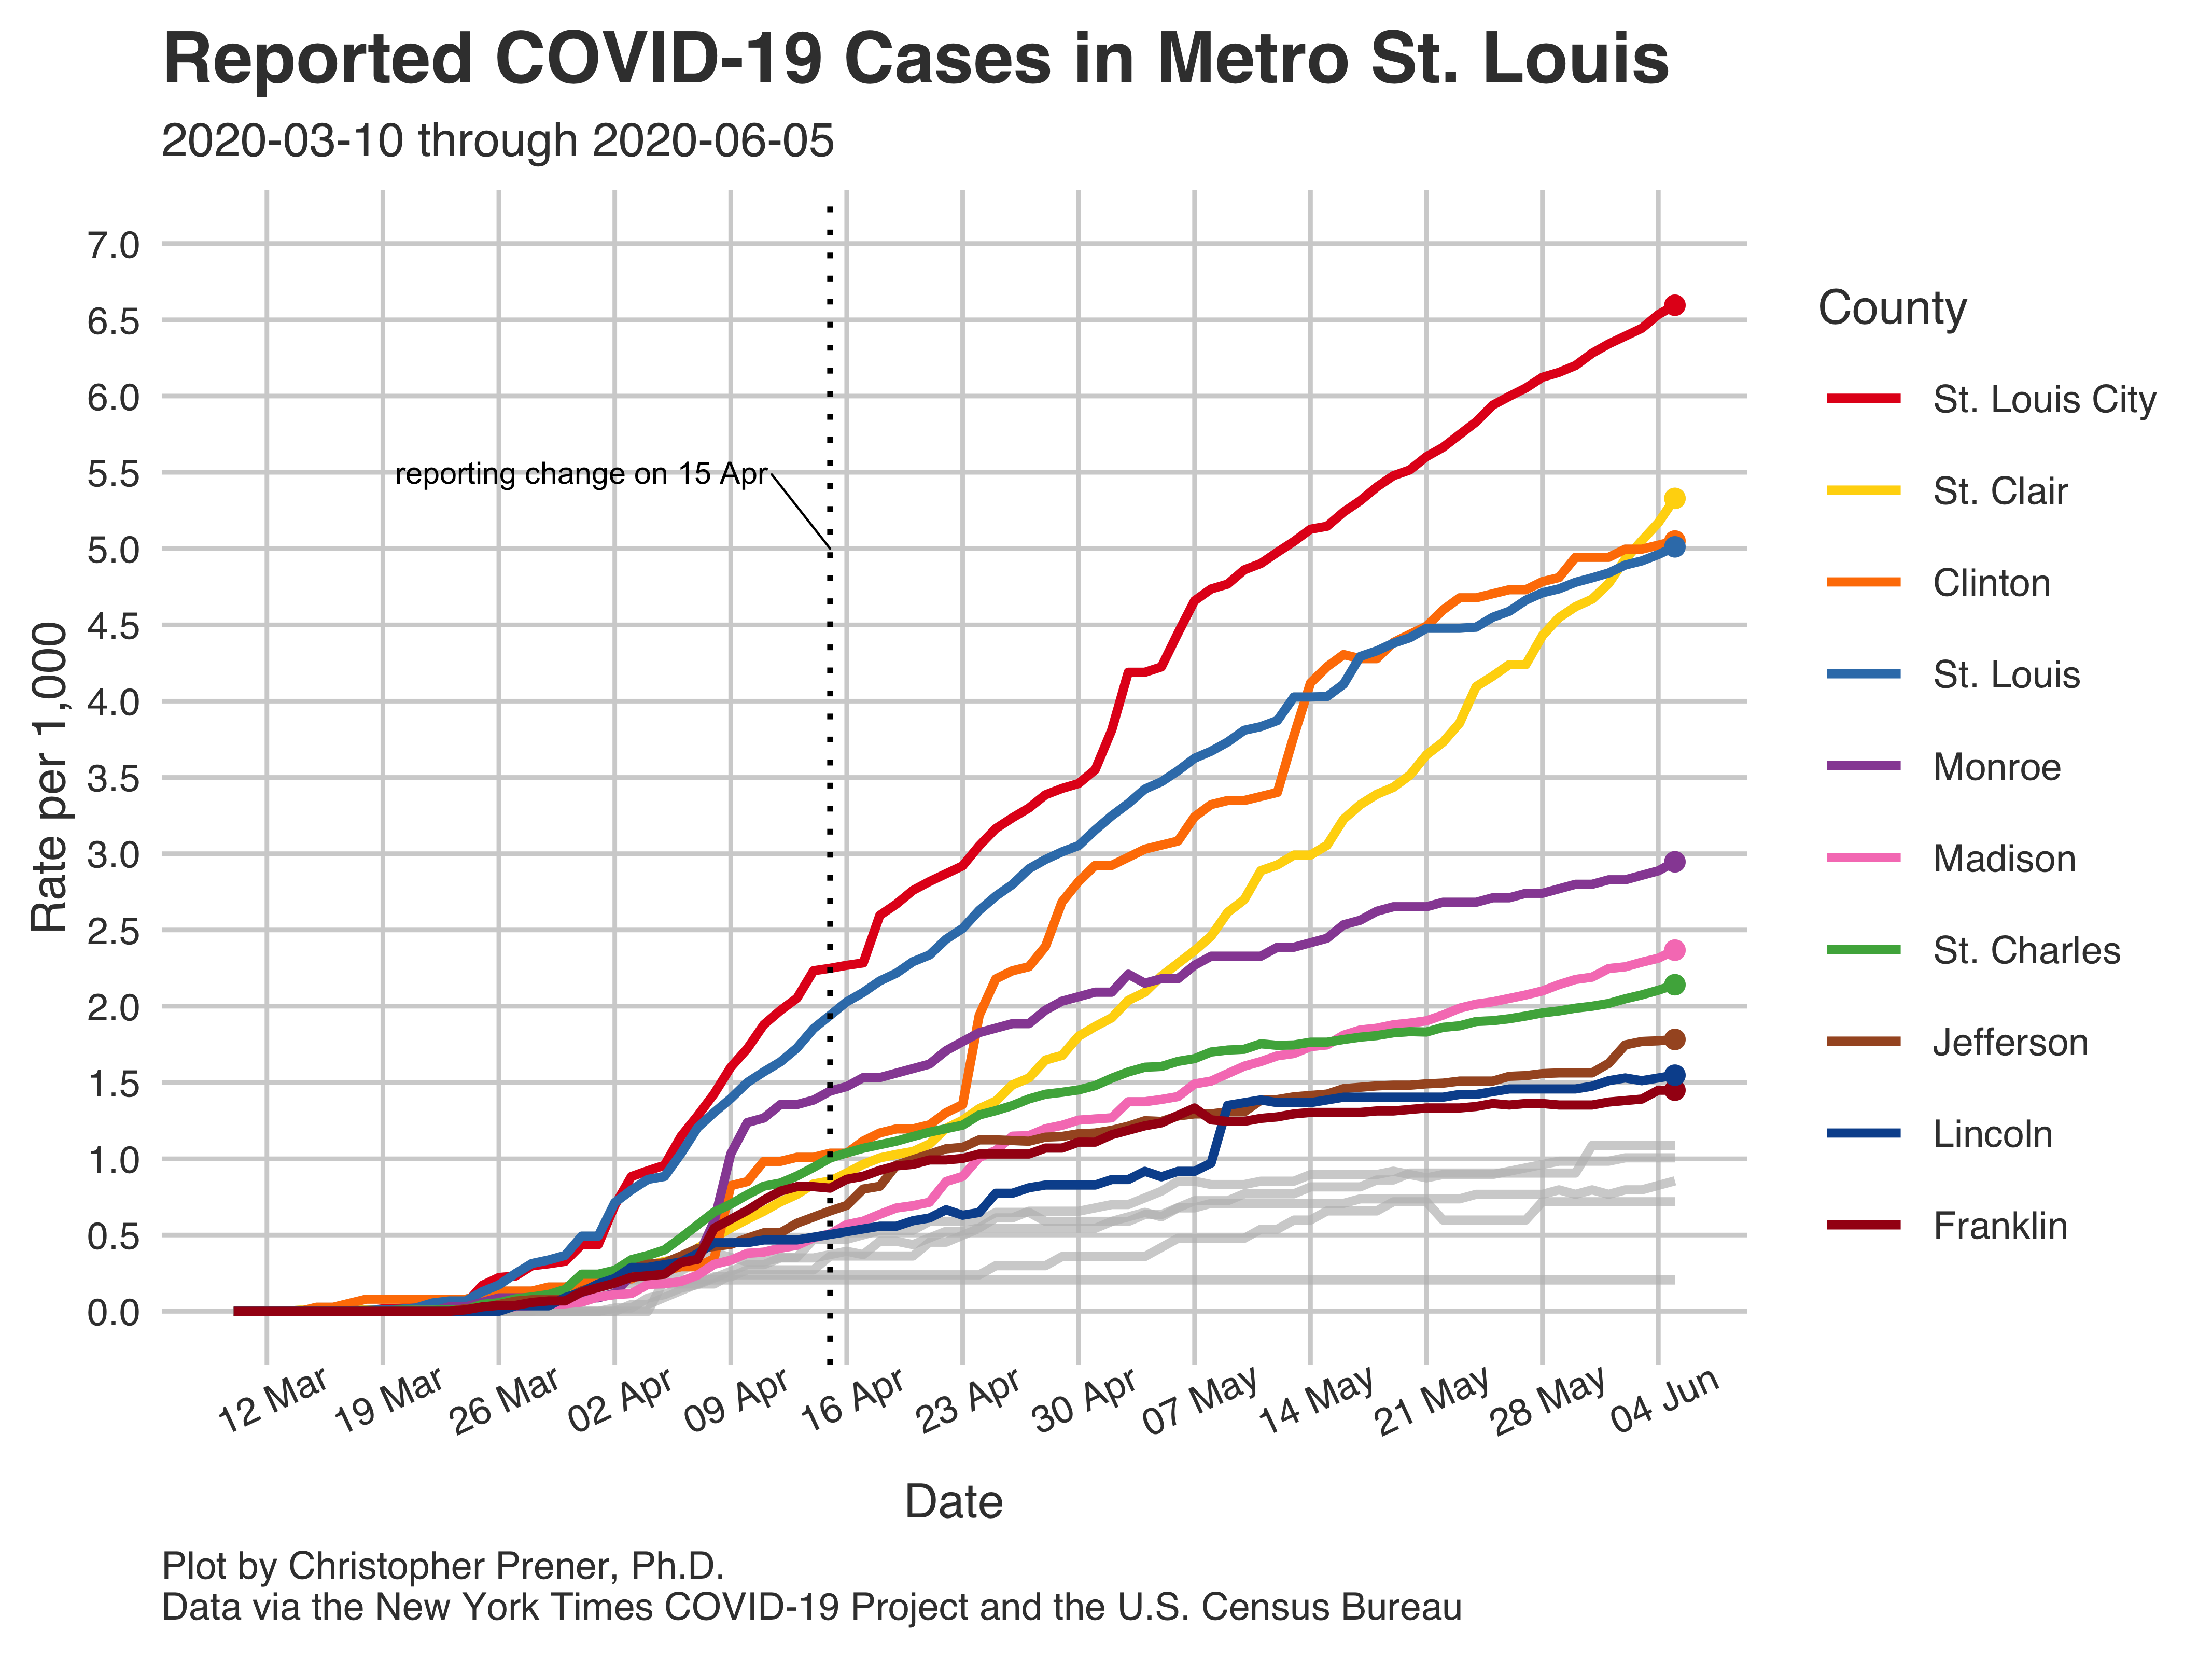 Reported COVID-19 Cases in Metro St. Louis
2020-03-10 through 2020-06-05
7.0
6.5
6.0
5.5
5.0
4.5
4.0
3.5
3.0
2.5
2.0
1.5
1.0
0.5
0.0
Rate per 1,000
reporting change on 15 Apr
12 Mar
19 Mar
26 Mar
02 Apr
09 Apr
16 Apr
23 Apr
30 Apr
07 May
14 May
21 May
28 May
04 Jun
Date
County
St. Louis City
St. Clair
Clinton
St. Louis
Monroe
Madison
St. Charles
Jefferson
Lincoln
Franklin
Plot by Christopher Prener, Ph.D.
Data via the New York Times COVID-19 Project and the U.S. Census Bureau